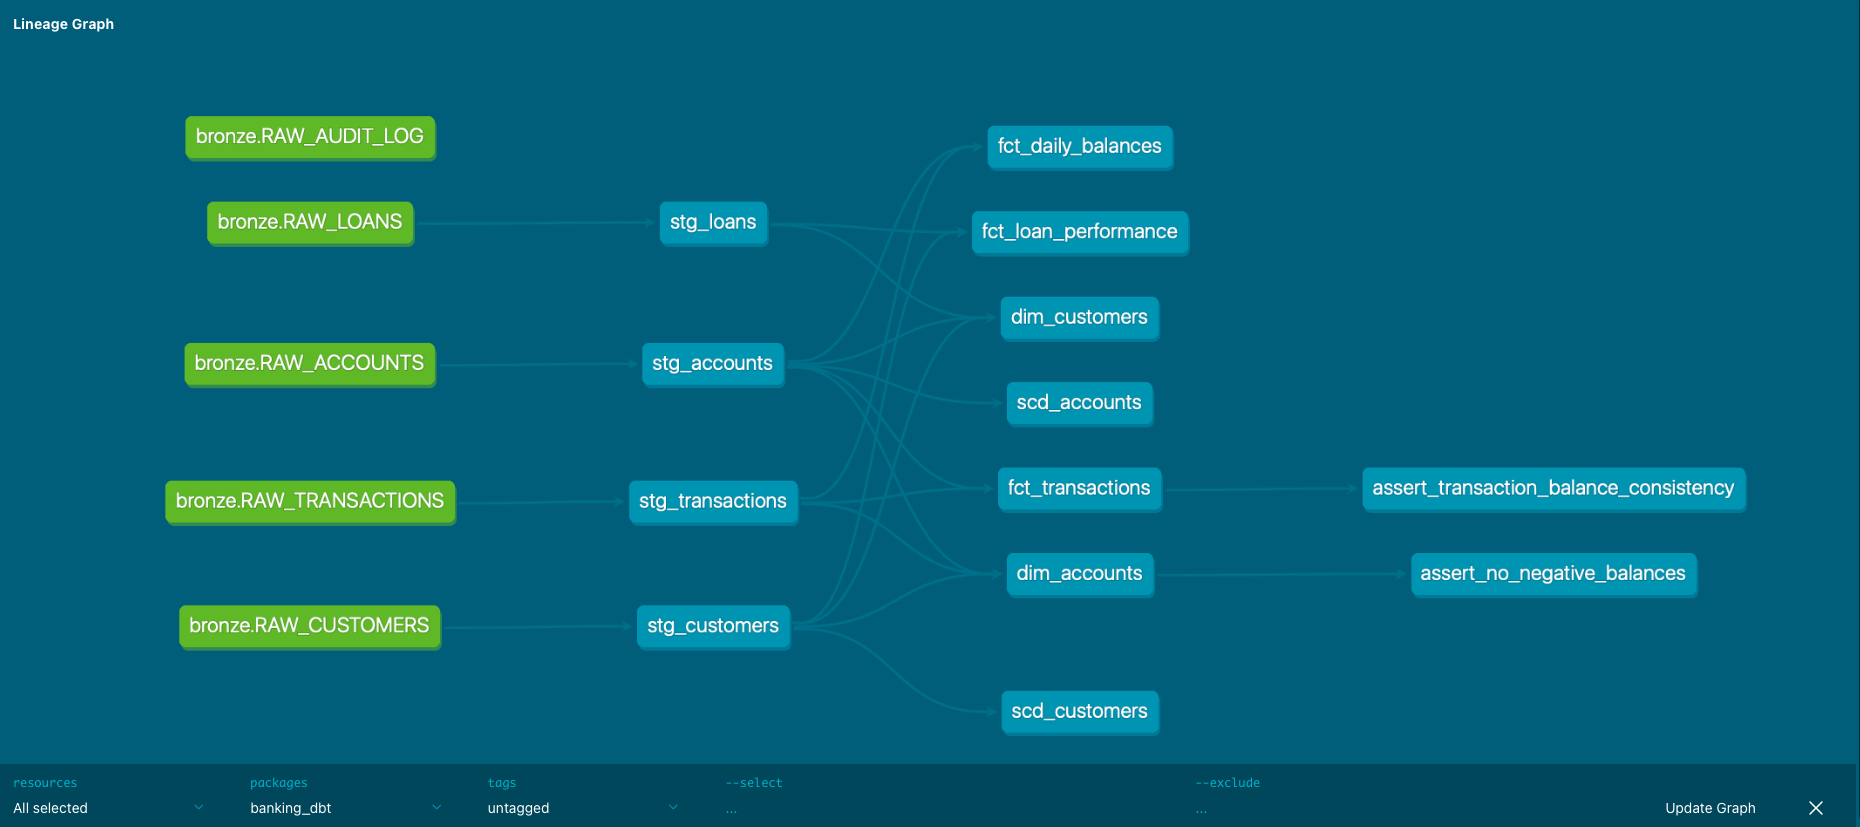 Lineage Graph
bronze.RAW_AUDIT_LOG
fct_daily_balances
bronze.RAW_LOANS
stg_loans
fct_loan_performance
dim_customers
bronze.RAW_ACCOUNTS
stg_accounts
scd_accounts
bronze.RAW_TRANSACTIONS
stg_transactions
fct_transactions
assert_transaction_balance_consistency
dim_accounts
assert_no_negative_balances
bronze.RAW_CUSTOMERS
stg_customers
scd_customers
resources
All selected
packages
banking_dbt
tags
untagged
--select
...
--exclude
...
Update Graph